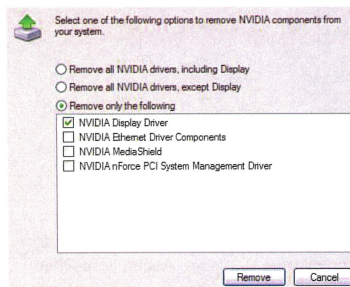 Select one of the following options to remove NVIDIA components from
your system.
Remove all NVIDIA drivers, including Display
Remove all NVIDIA drivers, except Display
Remove only the following
NVIDIA Display Driver
NVIDIA Ethernet Driver Components
NVIDIA MediaShield
NVIDIA nForce PCI System Management Driver
Remove
Cancel